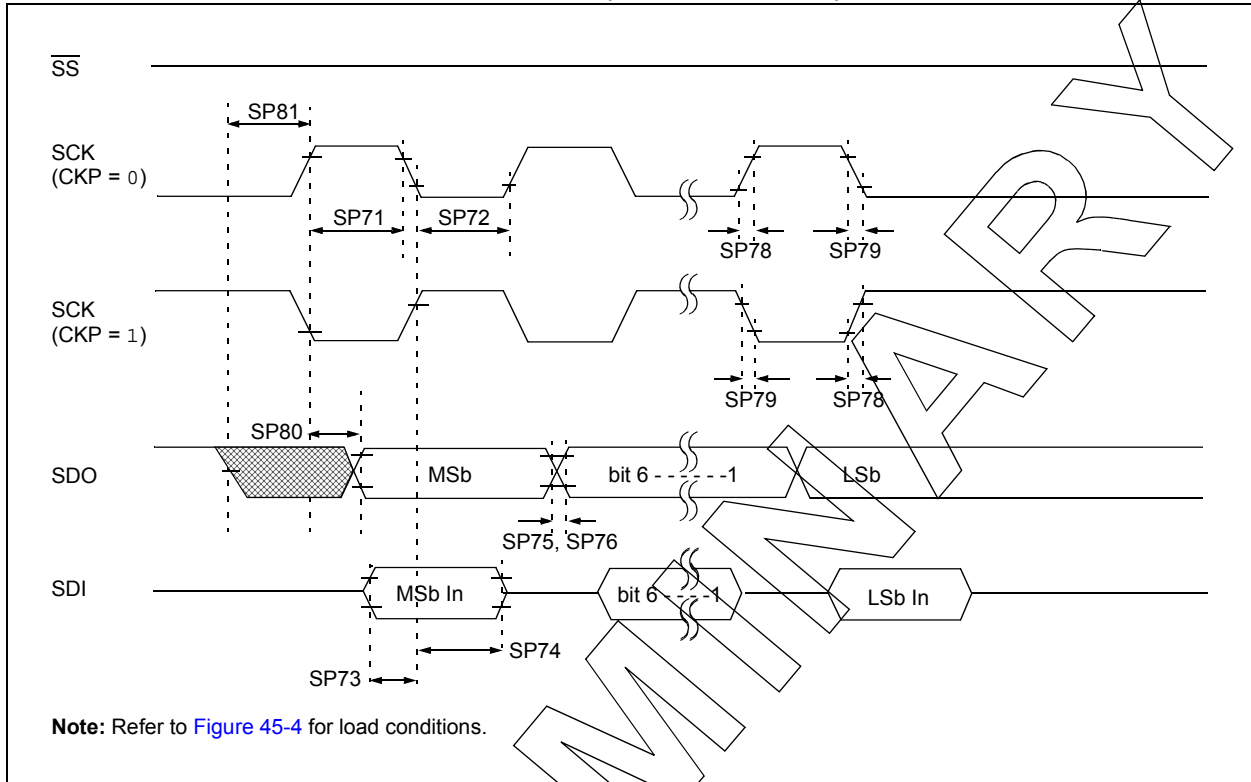 SS
SP81
SCK
(CKP = 0)
SP71 SP72
SP78 SP79
SCK
(CKP = 1)
SP79 SP78
SP80
SDO MSb bit 6 - - - - - -1 LSb
SP75, SP76
SDI MSb In bit 6 - - - - -1 LSb In
SP74
SP73
Note: Refer to Figure 45-4 for load conditions.
MINARY